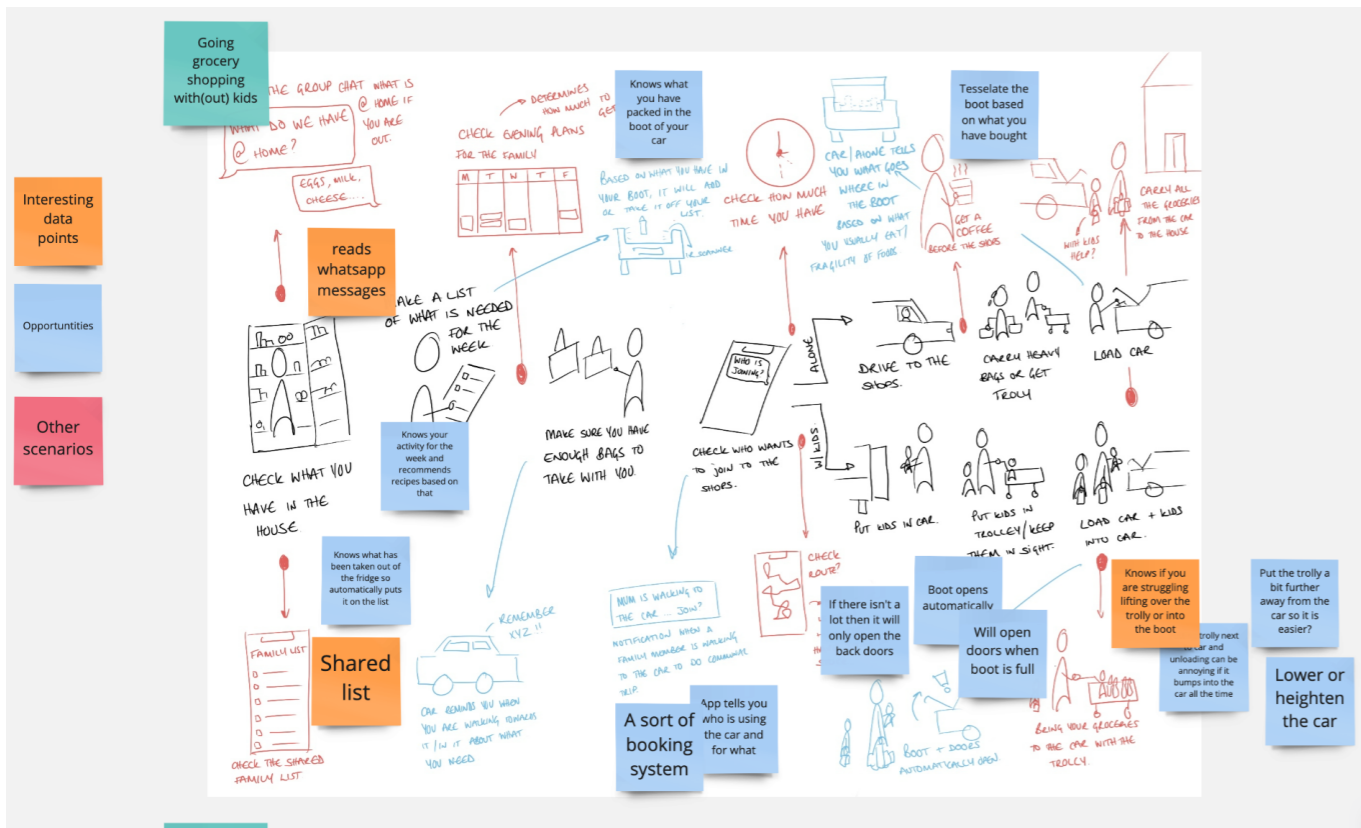 Going
grocery
shopping
with(out) kids
THE GROUP CHAT WHAT IS
@ HOME IF
YOU ARE
OUT.
WHAT DO WE HAVE
@ HOME?
EGGS, MILK,
CHEESE....
DETERMINES
HOW MUCH TO
GET
CHECK EVENING PLANS
FOR THE FAMILY
M T W T F
Knows what
you have
packed in the
boot of your
car
BASED ON WHAT YOU HAVE IN
YOUR BOOT, IT WILL ADD
OR TAKE IT OFF YOUR
LIST.
IR SCANNER
CHECK HOW MUCH
TIME YOU HAVE
CAR/ALONE TELLS
YOU WHAT GOES
WHERE IN
THE BOOT
BASED ON WHAT
YOU USUALLY EAT/
FRAGILITY OF FOODS.
Tesselate the
boot based
on what you
have bought
GET A
COFFEE
BEFORE THE SHOPS
WITH KIDS
HELP?
CARRY ALL
THE GROCERIES
FROM THE CAR
TO THE HOUSE
Interesting
data
points
Opportuntities
Other
scenarios
reads
whatsapp
messages
MAKE A LIST
OF WHAT IS NEEDED
FOR THE
WEEK
CHECK WHAT YOU
HAVE IN THE
HOUSE
Knows your
activity for the
week and
recommends
recipes based on
that
MAKE SURE YOU HAVE
ENOUGH BAGS TO
TAKE WITH YOU.
WHO IS
JOINING?
CHECK WHO WANTS
TO JOIN TO THE
SHOPS.
ALONE
W/KIDS
DRIVE TO THE
SHOPS.
CARRY HEAVY
BAGS OR GET
TROLY
LOAD CAR
PUT KIDS IN CAR.
PUT KIDS IN
TROLLEY/KEEP
THEM IN SIGHT.
LOAD CAR + KIDS
INTO CAR.
Knows what has
been taken out of
the fridge so
automatically puts
it on the list
FAMILY LIST
Shared
list
CHECK THE SHARED
FAMILY LIST
REMEMBER
XYZ!!
CAR REMINDS YOU WHEN
YOU ARE WALKING TOWARDS
IT/IN IT ABOUT WHAT
YOU NEED
MUM IS WALKING TO
THE CAR ... JOIN?
NOTIFICATION WHEN A
FAMILY MEMBER IS WALKING
TO THE CAR TO DO COMMUNAL
TRIP.
A sort of
booking
system
App tells you
who is using
the car and
for what
CHECK
ROUTE?
If there isn't a
lot then it will
only open the
back doors
Boot opens
automatically
Will open
doors when
boot is full
BOOT + DOORS
AUTOMATICALLY OPEN
Knows if you
are struggling
lifting over the
trolly or into
the boot
trolly next
car and
unloading can be
annoying if it
bumps into the
car all the time
BRING YOUR GROCERIES
TO THE CAR WITH THE
TROLLY.
Put the trolly a
bit further
away from the
car so it is
easier?
Lower or
heighten
the car